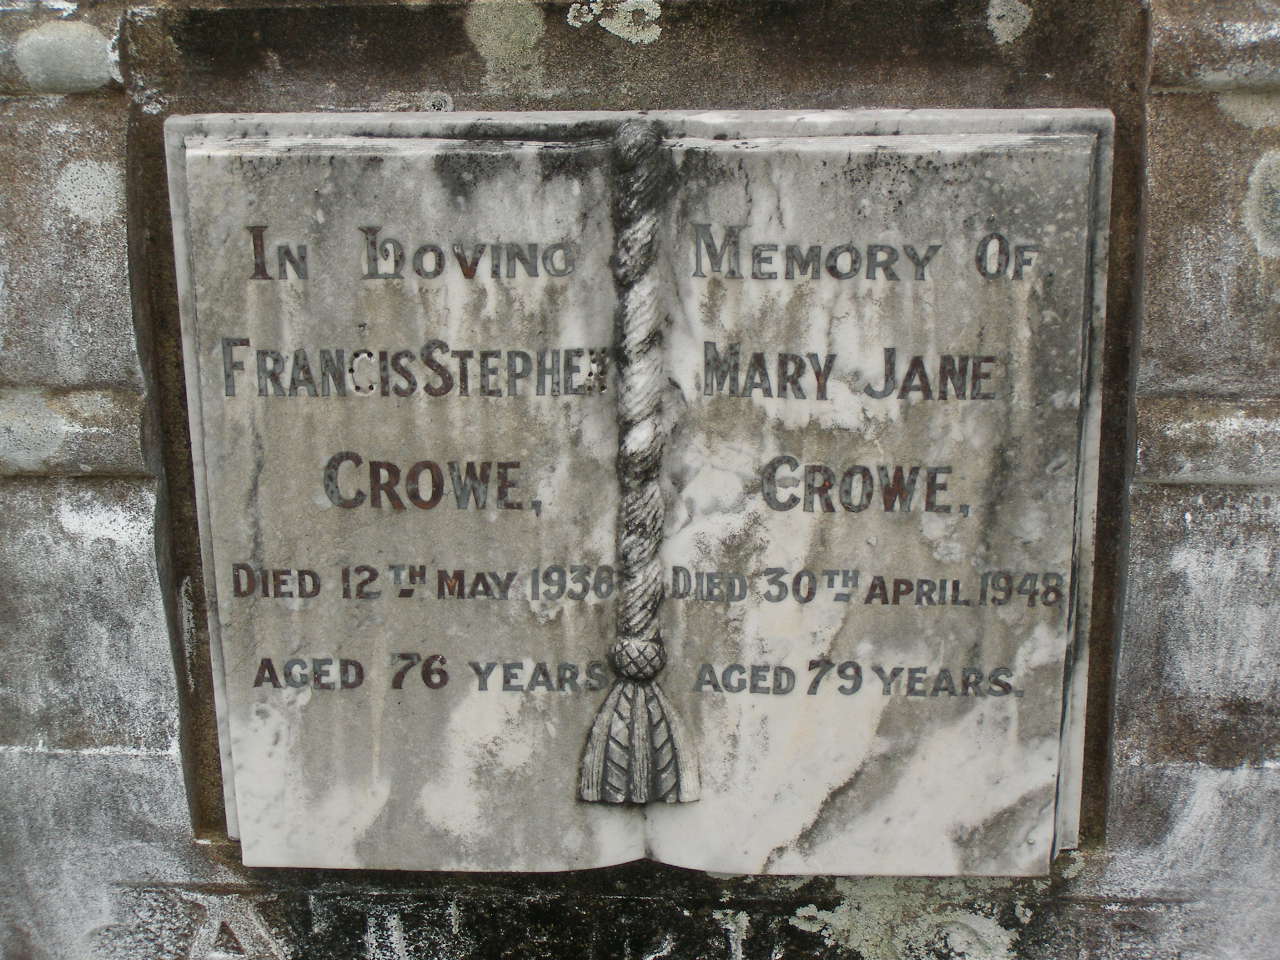 IN LOVING MEMORY OF
FRANCIS STEPHEN
CROWE,
DIED 12TH MAY 1938
AGED 76 YEARS
MARY JANE
CROWE,
DIED 30TH APRIL 1948
AGED 79 YEARS.